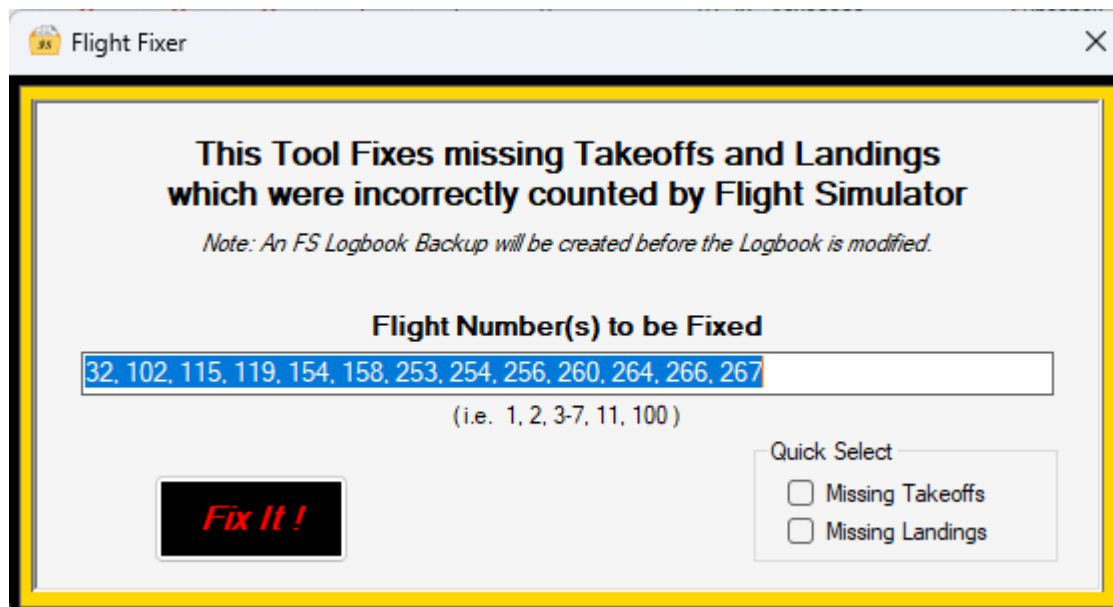 Flight Fixer
This Tool Fixes missing Takeoffs and Landings
which were incorrectly counted by Flight Simulator
Note: An FS Logbook Backup will be created before the Logbook is modified.
Flight Number(s) to be Fixed
32, 102, 115, 119, 154, 158, 253, 254, 256, 260, 264, 266, 267
( i.e. 1, 2, 3-7, 11, 100 )
Quick Select
Missing Takeoffs
Fix It !
Missing Landings